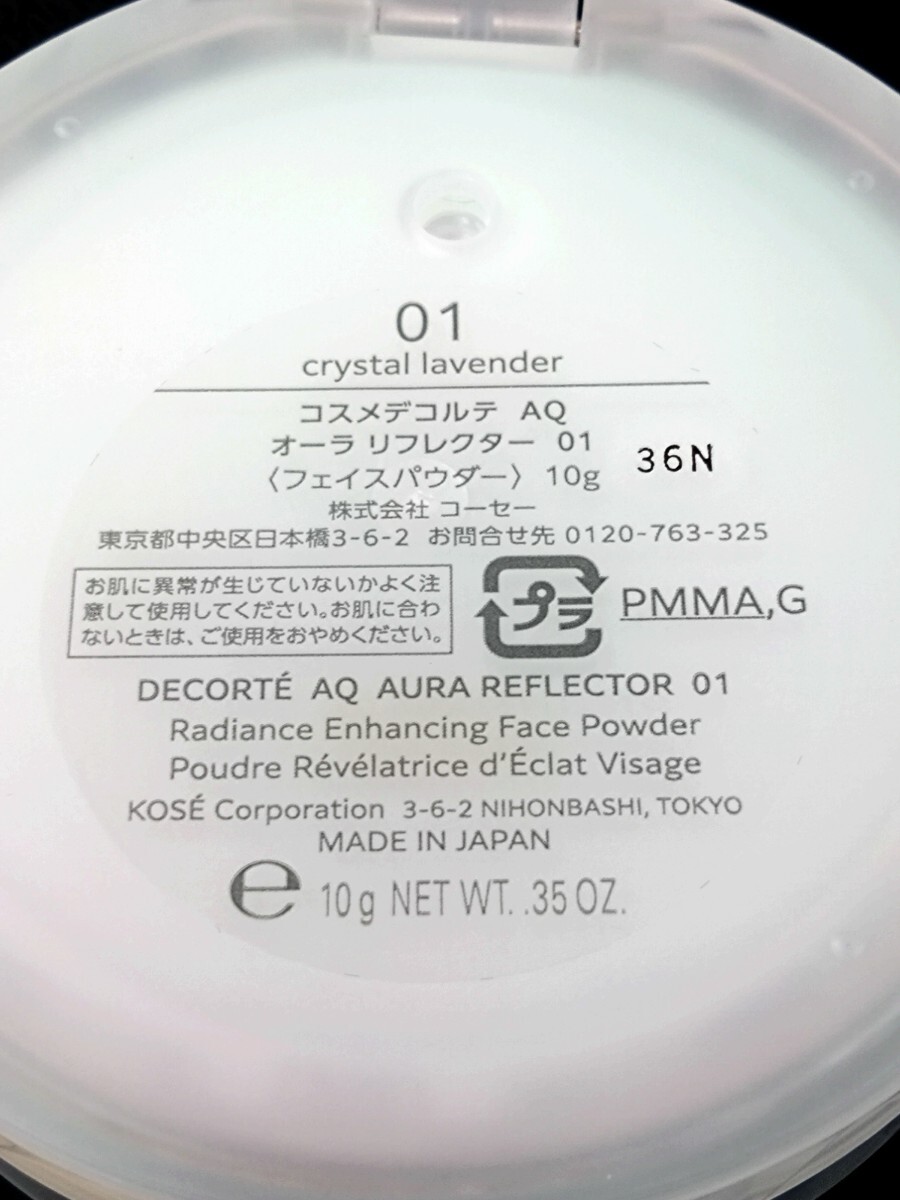 01
crystal lavender
コスメデコルテ AQ
オーラ リフレクター 01
〈フェイスパウダー〉 10g
36N
株式会社 コーセー
東京都中央区日本橋3-6-2 お問合せ先 0120-763-325
お肌に異常が生じていないかよく注
意して使用してください。お肌に合わ
ないときは、ご使用をおやめください。
プラ
PMMA,G
DECORTÉ AQ AURA REFLECTOR 01
Radiance Enhancing Face Powder
Poudre Révélatrice d'Éclat Visage
KOSÉ Corporation 3-6-2 NIHONBASHI, TOKYO
MADE IN JAPAN
℮ 10g NET WT. .35 OZ.